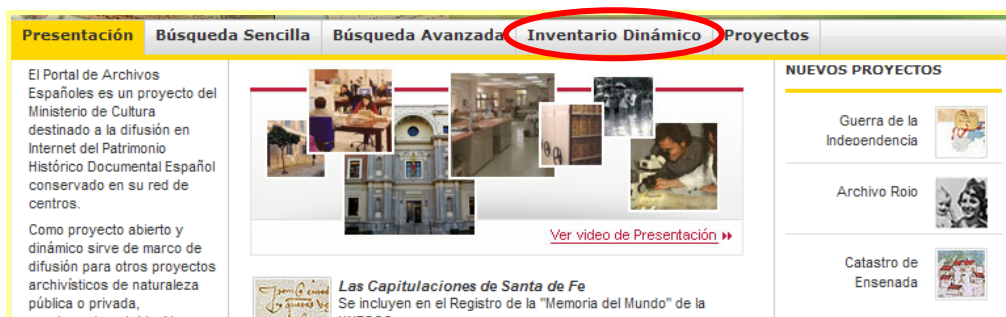 Presentación Búsqueda Sencilla Búsqueda Avanzada Inventario Dinámico Proyectos
El Portal de Archivos
Españoles es un proyecto del
Ministerio de Cultura
destinado a la difusión en
Internet del Patrimonio
Histórico Documental Español
conservado en su red de
centros.
Como proyecto abierto y
dinámico sirve de marco de
difusión para otros proyectos
archivísticos de naturaleza
pública o privada,
Ver video de Presentación
Las Capitulaciones de Santa de Fe
Se incluyen en el Registro de la "Memoria del Mundo" de la
NUEVOS PROYECTOS
Guerra de la
Independencia
Archivo Rojo
Catastro de
Ensenada